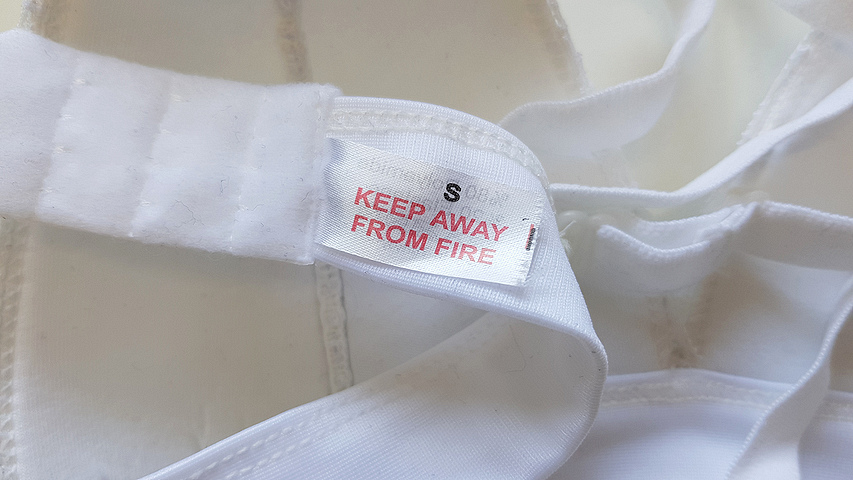 S
KEEP AWAY
FROM FIRE